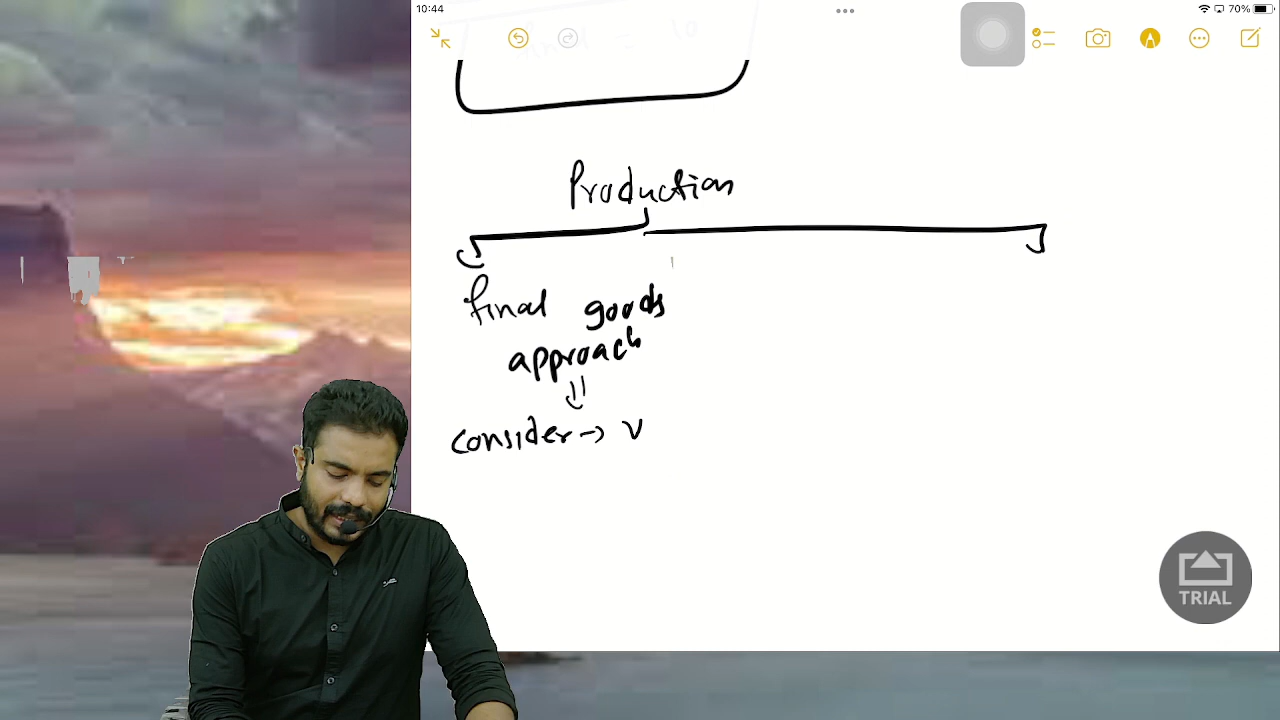 10:44
70%
Production
final goods
approach
consider → v
TRIAL